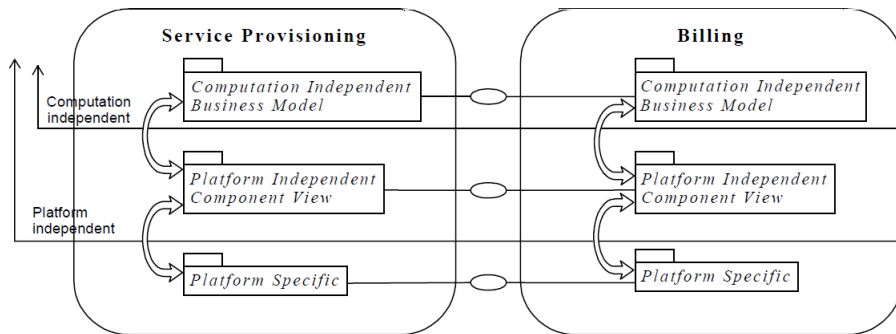 Service Provisioning
Billing
Computation Independent
Business Model
Computation Independent
Business Model
Computation
independent
Platform Independent
Component View
Platform Independent
Component View
Platform
independent
Platform Specific
Platform Specific